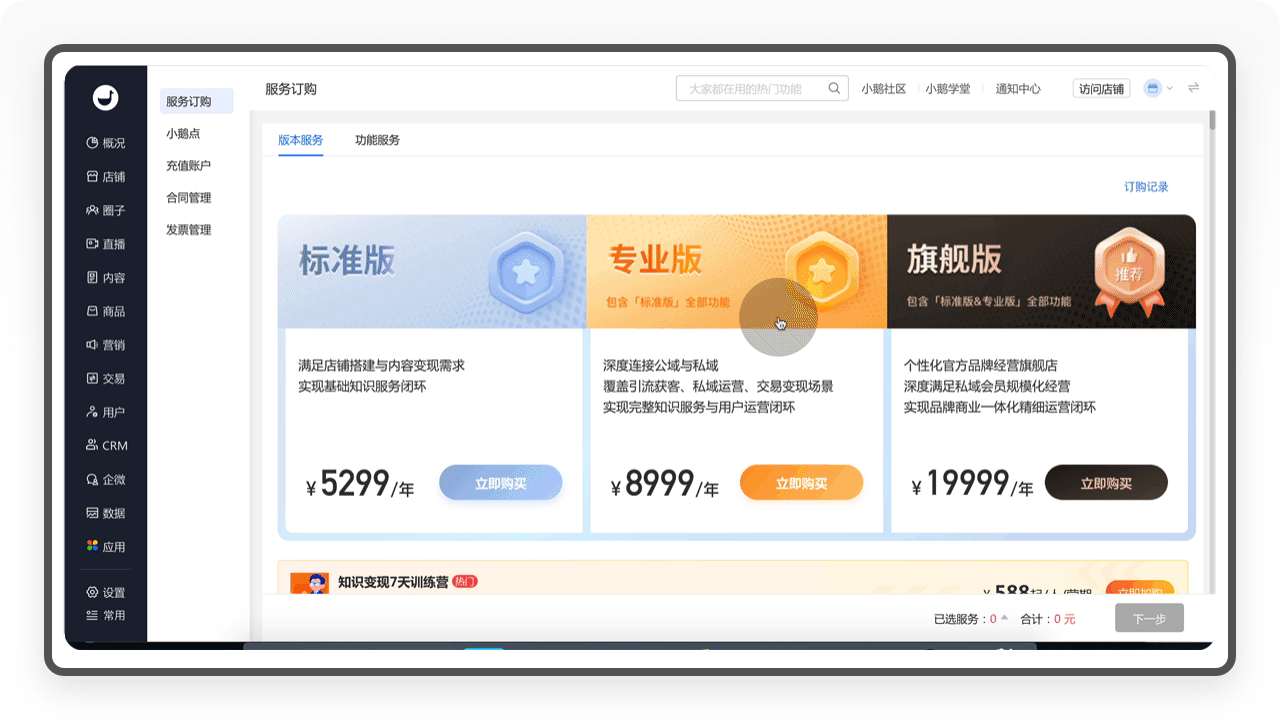 服务订购
大家都在用的热门功能
小鹅社区
小鹅学堂
通知中心
访问店铺
概况
店铺
圈子
直播
内容
商品
营销
交易
用户
CRM
企微
数据
应用
设置
常用
服务订购
小鹅点
充值账户
合同管理
发票管理
版本服务
功能服务
订购记录
标准版
满足店铺搭建与内容变现需求
实现基础知识服务闭环
¥5299/年
立即购买
专业版
包含「标准版」全部功能
深度连接公域与私域
覆盖引流获客、私域运营、交易变现场景
实现完整知识服务与用户运营闭环
¥8999/年
立即购买
旗舰版
包含「标准版&专业版」全部功能
推荐
个性化官方品牌经营旗舰店
深度满足私域会员规模化经营
实现品牌商业一体化精细运营闭环
¥19999/年
立即购买
知识变现7天训练营 热门
¥588起/人/营期
立即加购
已选服务：0
合计：0 元
下一步